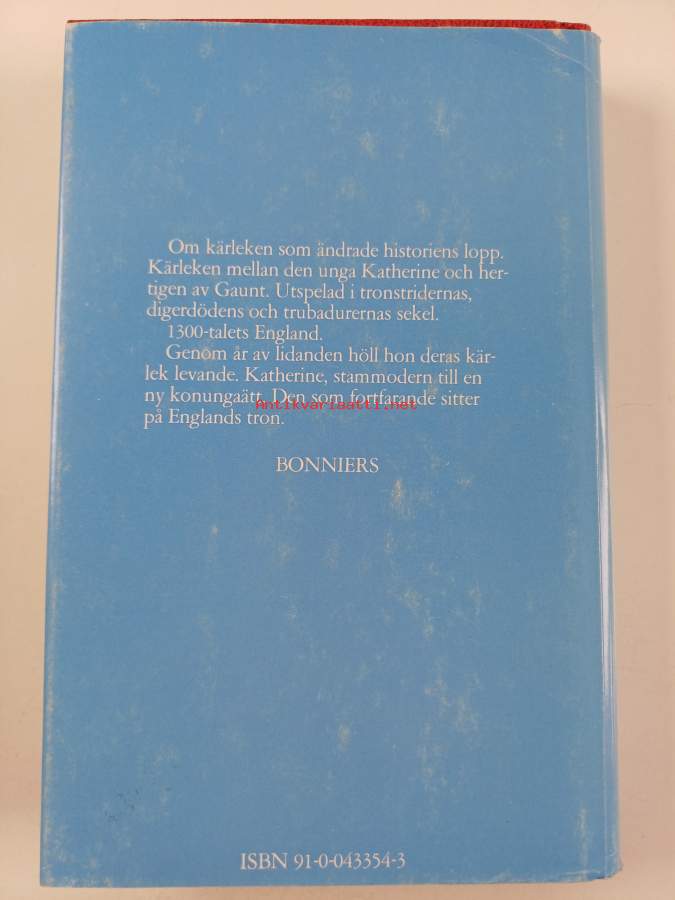 Om kärleken som ändrade historiens lopp.
Kärleken mellan den unga Katherine och her-
tigen av Gaunt. Utspelad i tronstridernas,
digerdödens och trubadurernas sekel.
1300-talets England.
Genom år av lidanden höll hon deras kär-
lek levande. Katherine, stammodern till en
ny konungaätt. Den som fortfarande sitter
Antikvariaatti.net
på Englands tron.
BONNIERS
ISBN 91-0-043354-3